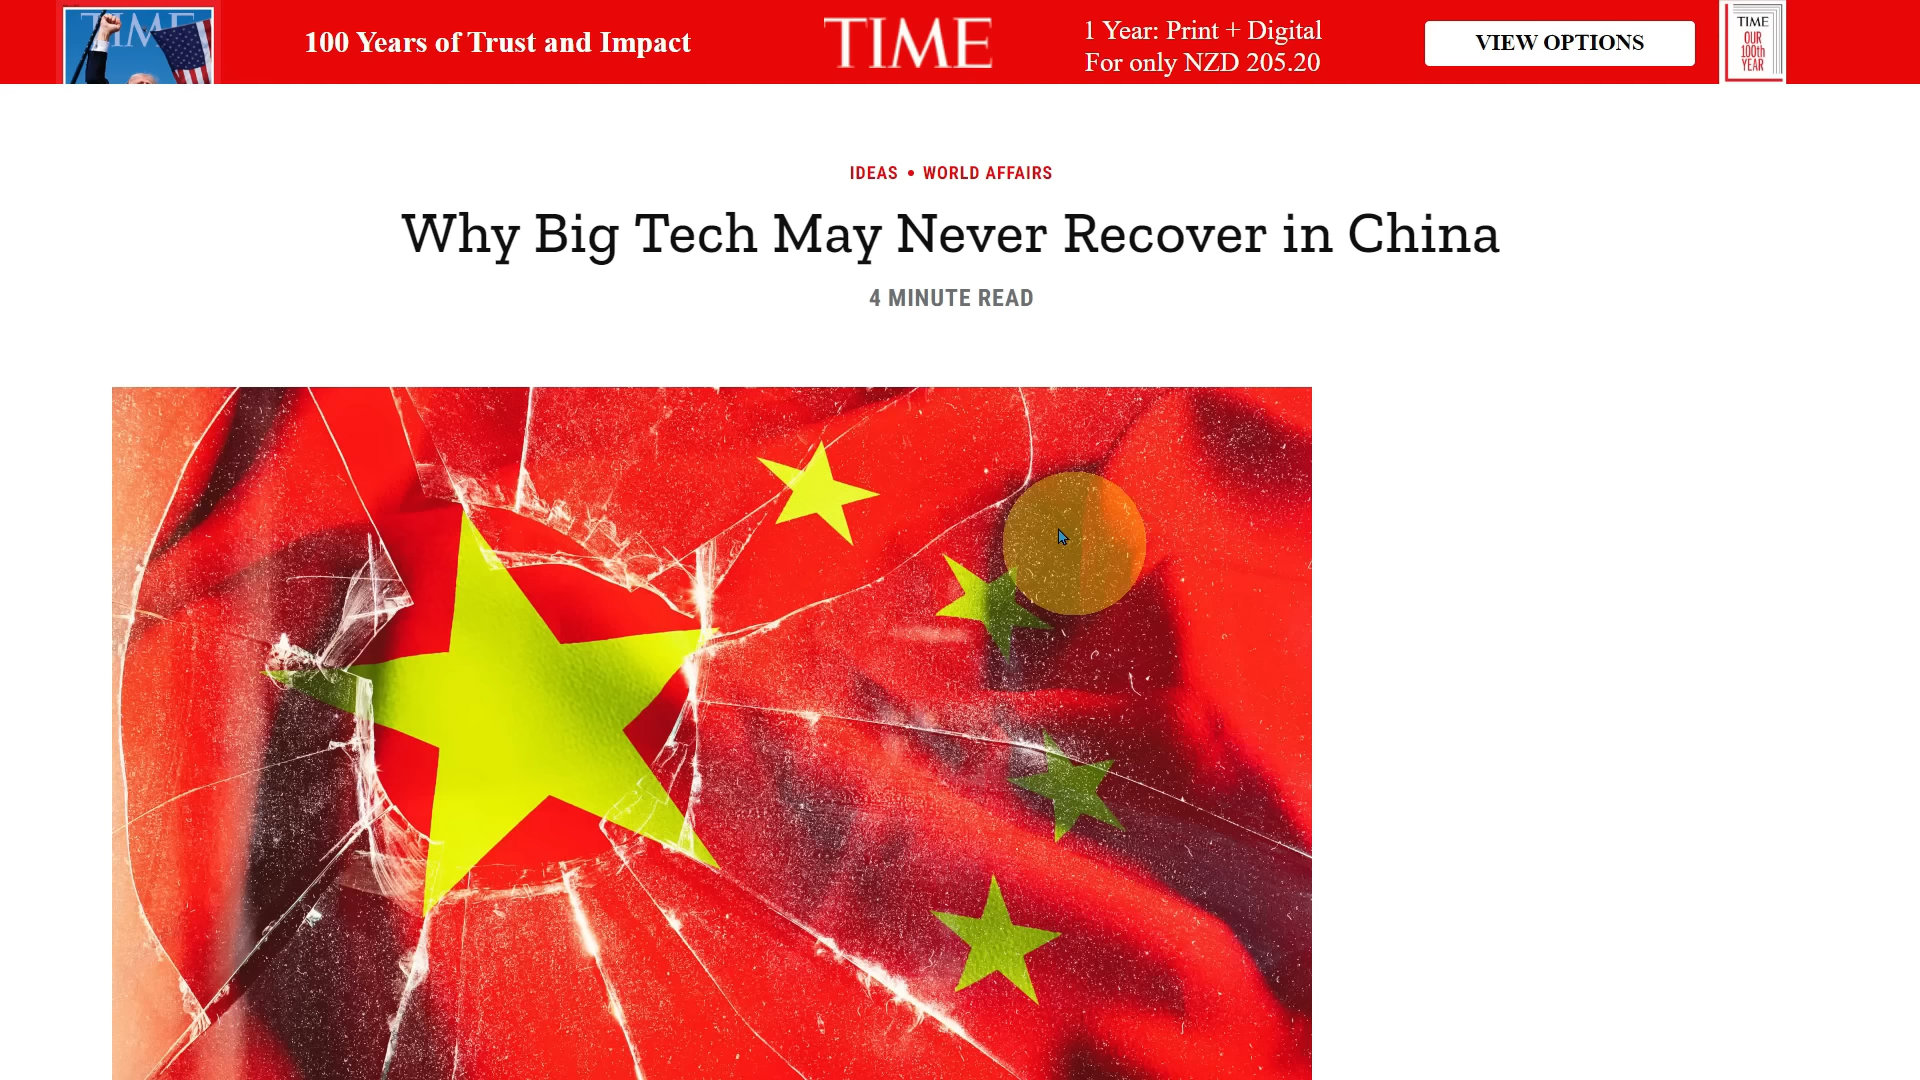 TIME
100 Years of Trust and Impact
TIME
1 Year: Print + Digital
For only NZD 205.20
VIEW OPTIONS
TIME
OUR
100th
YEAR
IDEAS • WORLD AFFAIRS
Why Big Tech May Never Recover in China
4 MINUTE READ